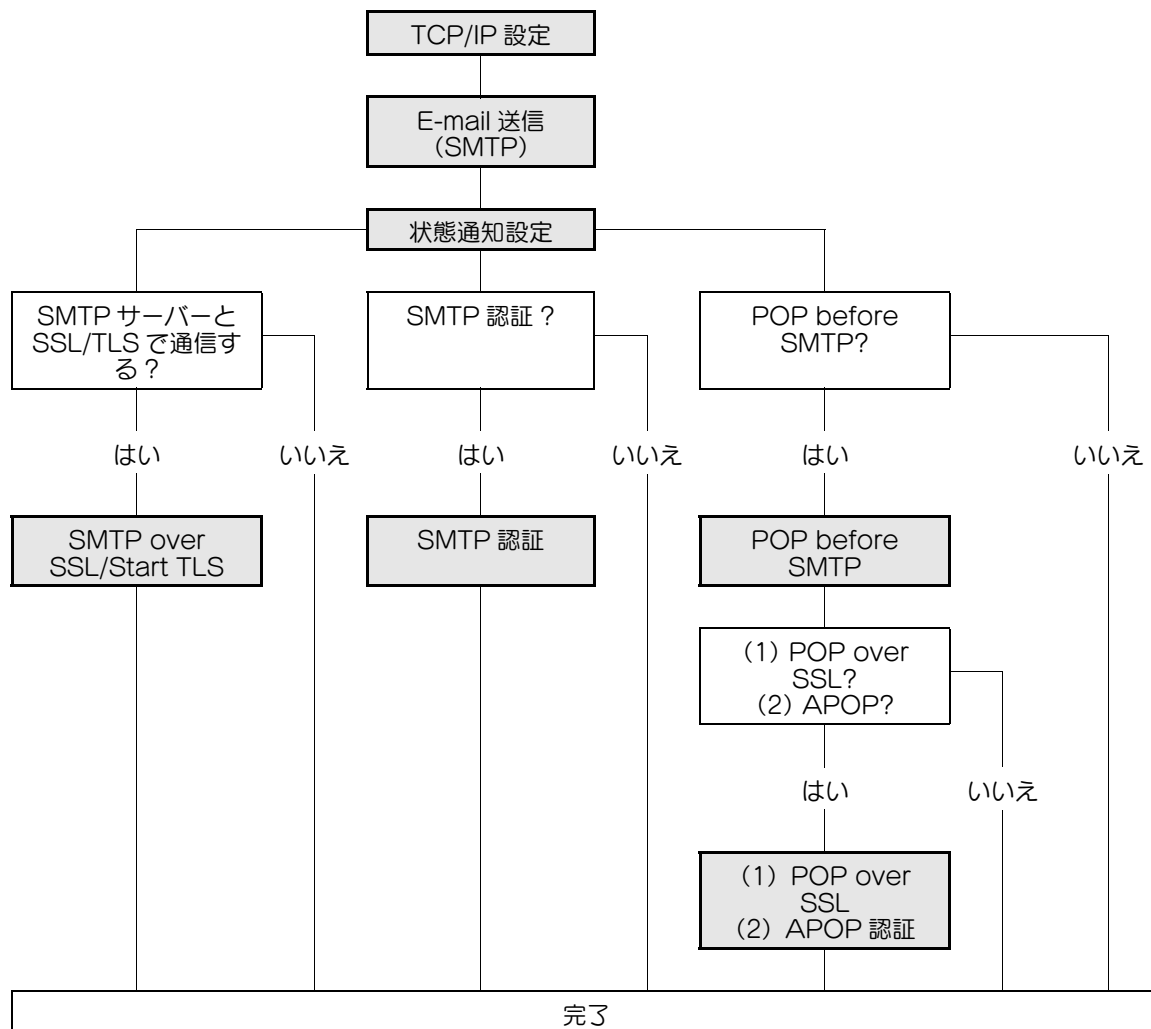 TCP/IP 設定
E-mail 送信
（SMTP）
状態通知設定
SMTP サーバーと
SSL/TLS で通信す
る？
SMTP 認証？
POP before
SMTP?
はい
いいえ
はい
いいえ
はい
いいえ
SMTP over
SSL/Start TLS
SMTP 認証
POP before
SMTP
（1）POP over
SSL?
（2）APOP?
はい
いいえ
（1）POP over
SSL
（2）APOP 認証
完了